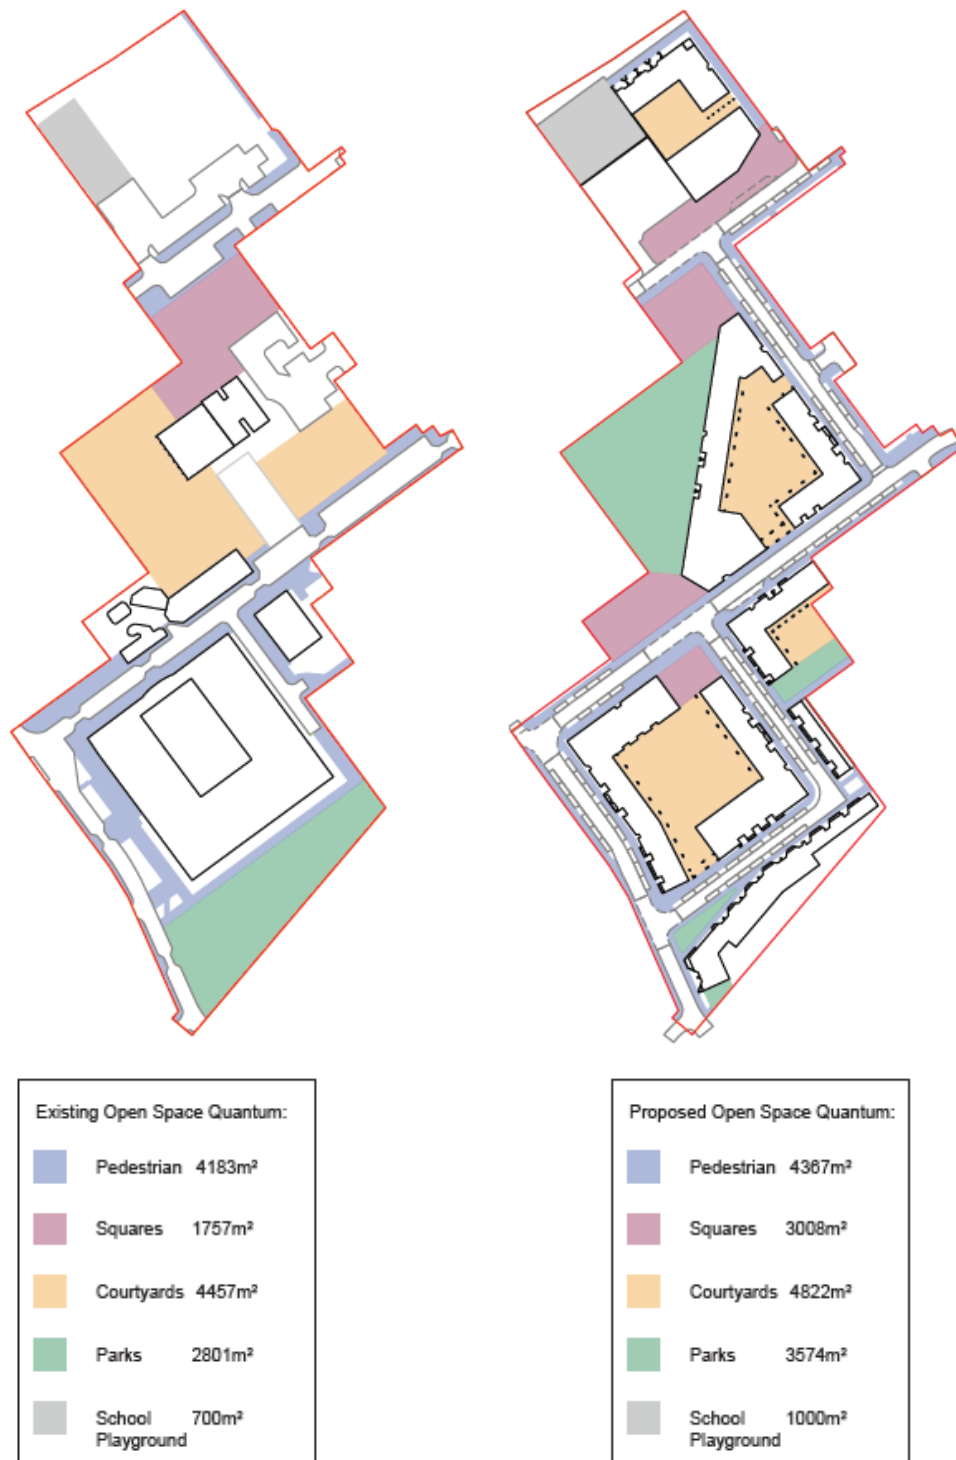 Existing Open Space Quantum:
Pedestrian 4183m²
Squares 1757m²
Courtyards 4457m²
Parks 2801m²
School 700m²
Playground
Proposed Open Space Quantum:
Pedestrian 4367m²
Squares 3008m²
Courtyards 4822m²
Parks 3574m²
School 1000m²
Playground